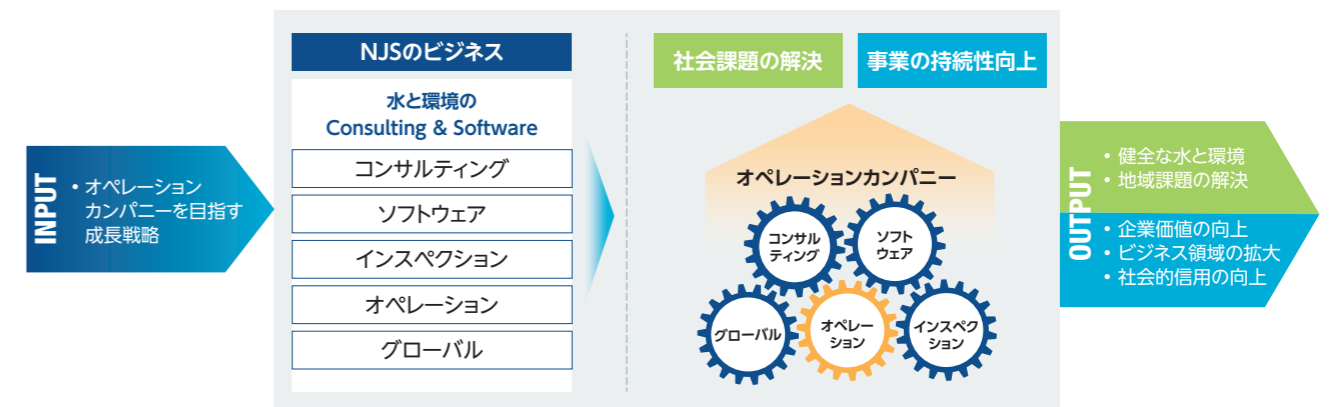 INPUT
・オペレーション
カンパニーを目指す
成長戦略
NJSのビジネス
水と環境の
Consulting & Software
コンサルティング
ソフトウェア
インスペクション
オペレーション
グローバル
社会課題の解決
事業の持続性向上
オペレーションカンパニー
コンサル
ティング
ソフト
ウェア
グローバル
オペレー
ション
インスペク
ション
OUTPUT
・健全な水と環境
・地域課題の解決
・企業価値の向上
・ビジネス領域の拡大
・社会的信用の向上